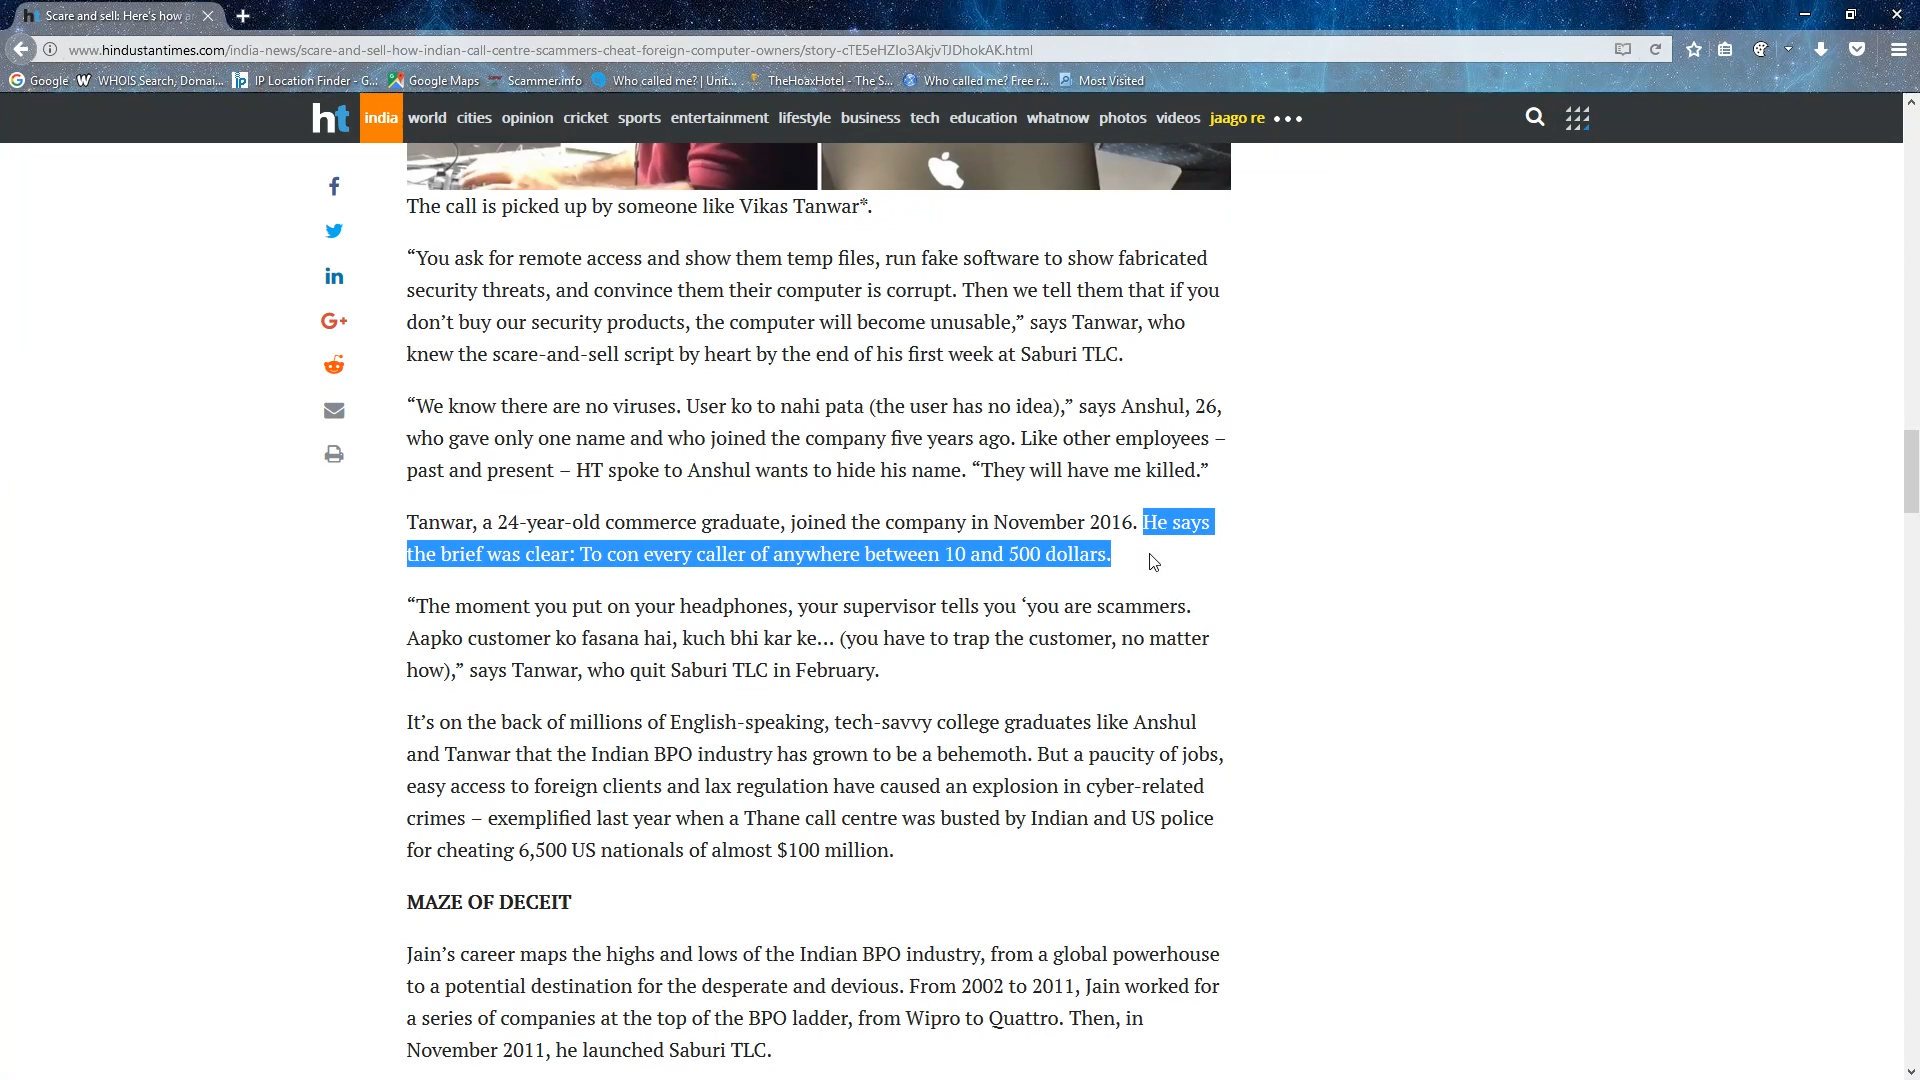 Scare and sell: Here's how a
www.hindustantimes.com/india-news/scare-and-sell-how-indian-call-centre-scammers-cheat-foreign-computer-owners/story-cTE5eHZIo3AkjvTJDhokAK.html
Google WHOIS Search, Domai... IP Location Finder - G... Google Maps Scammer.info Who called me? | Unit... TheHoaxHotel - The S... Who called me? Free r... Most Visited
ht india world cities opinion cricket sports entertainment lifestyle business tech education whatnow photos videos jaago re
The call is picked up by someone like Vikas Tanwar*.
“You ask for remote access and show them temp files, run fake software to show fabricated
security threats, and convince them their computer is corrupt. Then we tell them that if you
don’t buy our security products, the computer will become unusable,” says Tanwar, who
knew the scare-and-sell script by heart by the end of his first week at Saburi TLC.
“We know there are no viruses. User ko to nahi pata (the user has no idea),” says Anshul, 26,
who gave only one name and who joined the company five years ago. Like other employees –
past and present – HT spoke to Anshul wants to hide his name. “They will have me killed.”
Tanwar, a 24-year-old commerce graduate, joined the company in November 2016. He says
the brief was clear: To con every caller of anywhere between 10 and 500 dollars.
“The moment you put on your headphones, your supervisor tells you ‘you are scammers.
Aapko customer ko fasana hai, kuch bhi kar ke... (you have to trap the customer, no matter
how),” says Tanwar, who quit Saburi TLC in February.
It’s on the back of millions of English-speaking, tech-savvy college graduates like Anshul
and Tanwar that the Indian BPO industry has grown to be a behemoth. But a paucity of jobs,
easy access to foreign clients and lax regulation have caused an explosion in cyber-related
crimes – exemplified last year when a Thane call centre was busted by Indian and US police
for cheating 6,500 US nationals of almost $100 million.
MAZE OF DECEIT
Jain’s career maps the highs and lows of the Indian BPO industry, from a global powerhouse
to a potential destination for the desperate and devious. From 2002 to 2011, Jain worked for
a series of companies at the top of the BPO ladder, from Wipro to Quattro. Then, in
November 2011, he launched Saburi TLC.